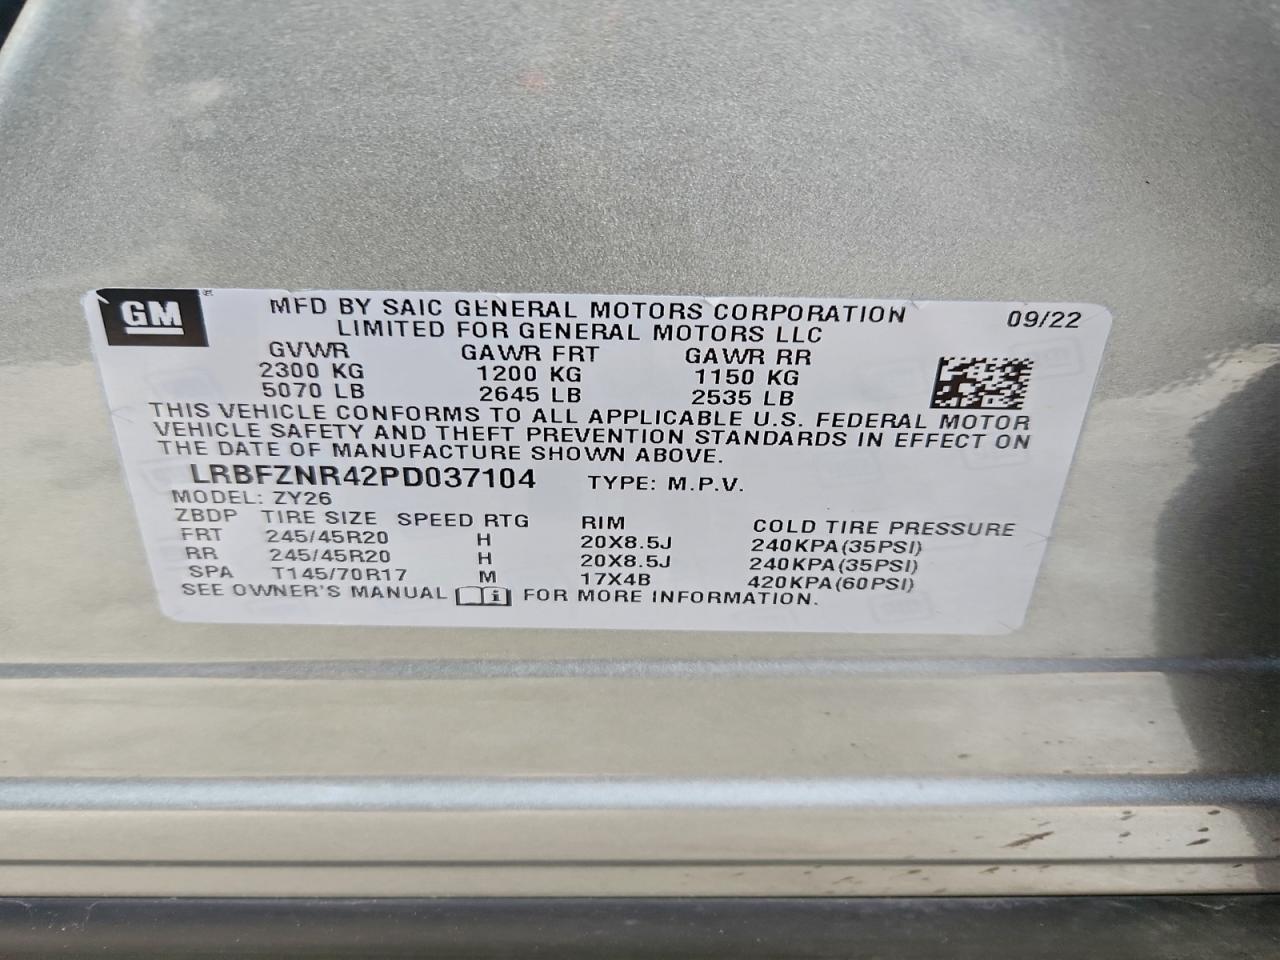 GM
MFD BY SAIC GENERAL MOTORS CORPORATION 09/22
LIMITED FOR GENERAL MOTORS LLC
GVWR GAWR FRT GAWR RR
2300 KG 1200 KG 1150 KG
5070 LB 2645 LB 2535 LB
THIS VEHICLE CONFORMS TO ALL APPLICABLE U.S. FEDERAL MOTOR
VEHICLE SAFETY AND THEFT PREVENTION STANDARDS IN EFFECT ON
THE DATE OF MANUFACTURE SHOWN ABOVE.
LRBFZNR42PD037104 TYPE: M.P.V.
MODEL: ZY26
ZBDP TIRE SIZE SPEED RTG RIM COLD TIRE PRESSURE
FRT 245/45R20 H 20X8.5J 240KPA(35PSI)
RR 245/45R20 H 20X8.5J 240KPA(35PSI)
SPA T145/70R17 M 17X4B 420KPA(60PSI)
SEE OWNER'S MANUAL i FOR MORE INFORMATION.